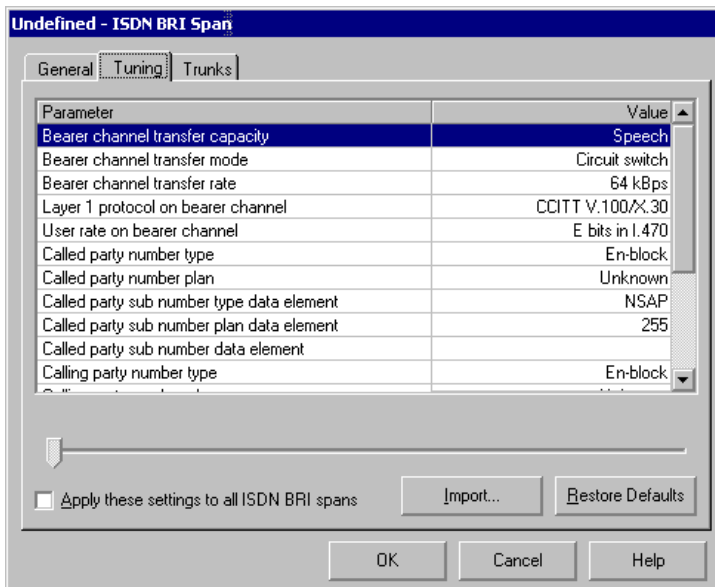 Undefined - ISDN BRI Span
General Tuning Trunks
Parameter Value
Bearer channel transfer capacity Speech
Bearer channel transfer mode Circuit switch
Bearer channel transfer rate 64 kBps
Layer 1 protocol on bearer channel CCITT V.100/X.30
User rate on bearer channel E bits in I.470
Called party number type En-block
Called party number plan Unknown
Called party sub number type data element NSAP
Called party sub number plan data element 255
Called party sub number data element
Calling party number type En-block
Apply these settings to all ISDN BRI spans Import... Restore Defaults
OK Cancel Help